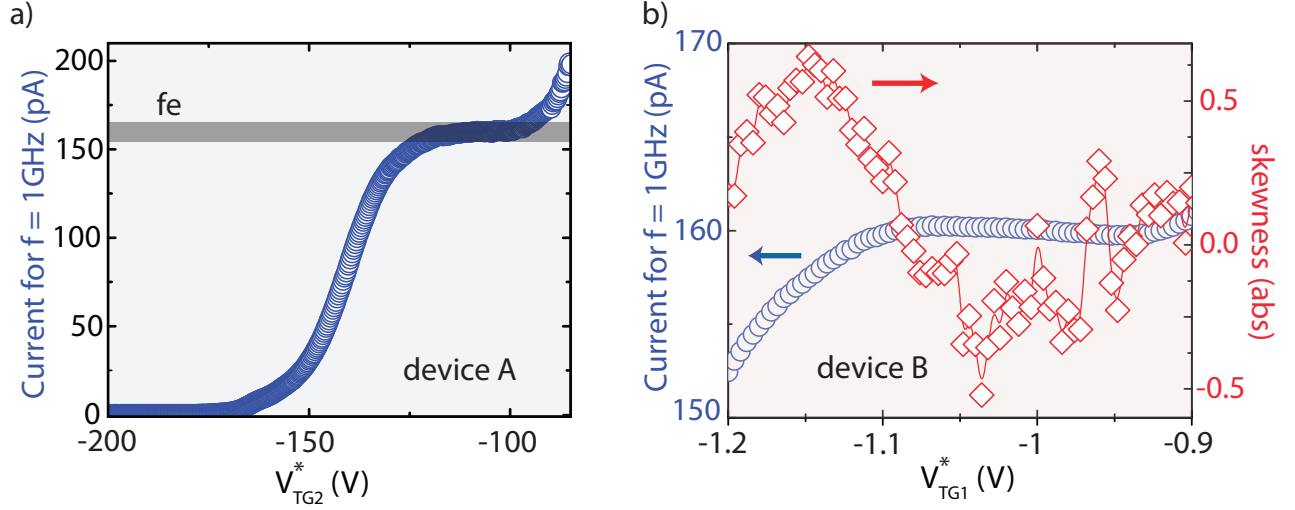 a)
Current for f = 1GHz (pA)
200
150
100
50
0
fe
device A
-200
-150
-100
V*TG2 (V)
b)
Current for f = 1GHz (pA)
170
160
150
device B
-1.2
-1.1
-1
-0.9
V*TG1 (V)
0.5
0.0
-0.5
skewness (abs)